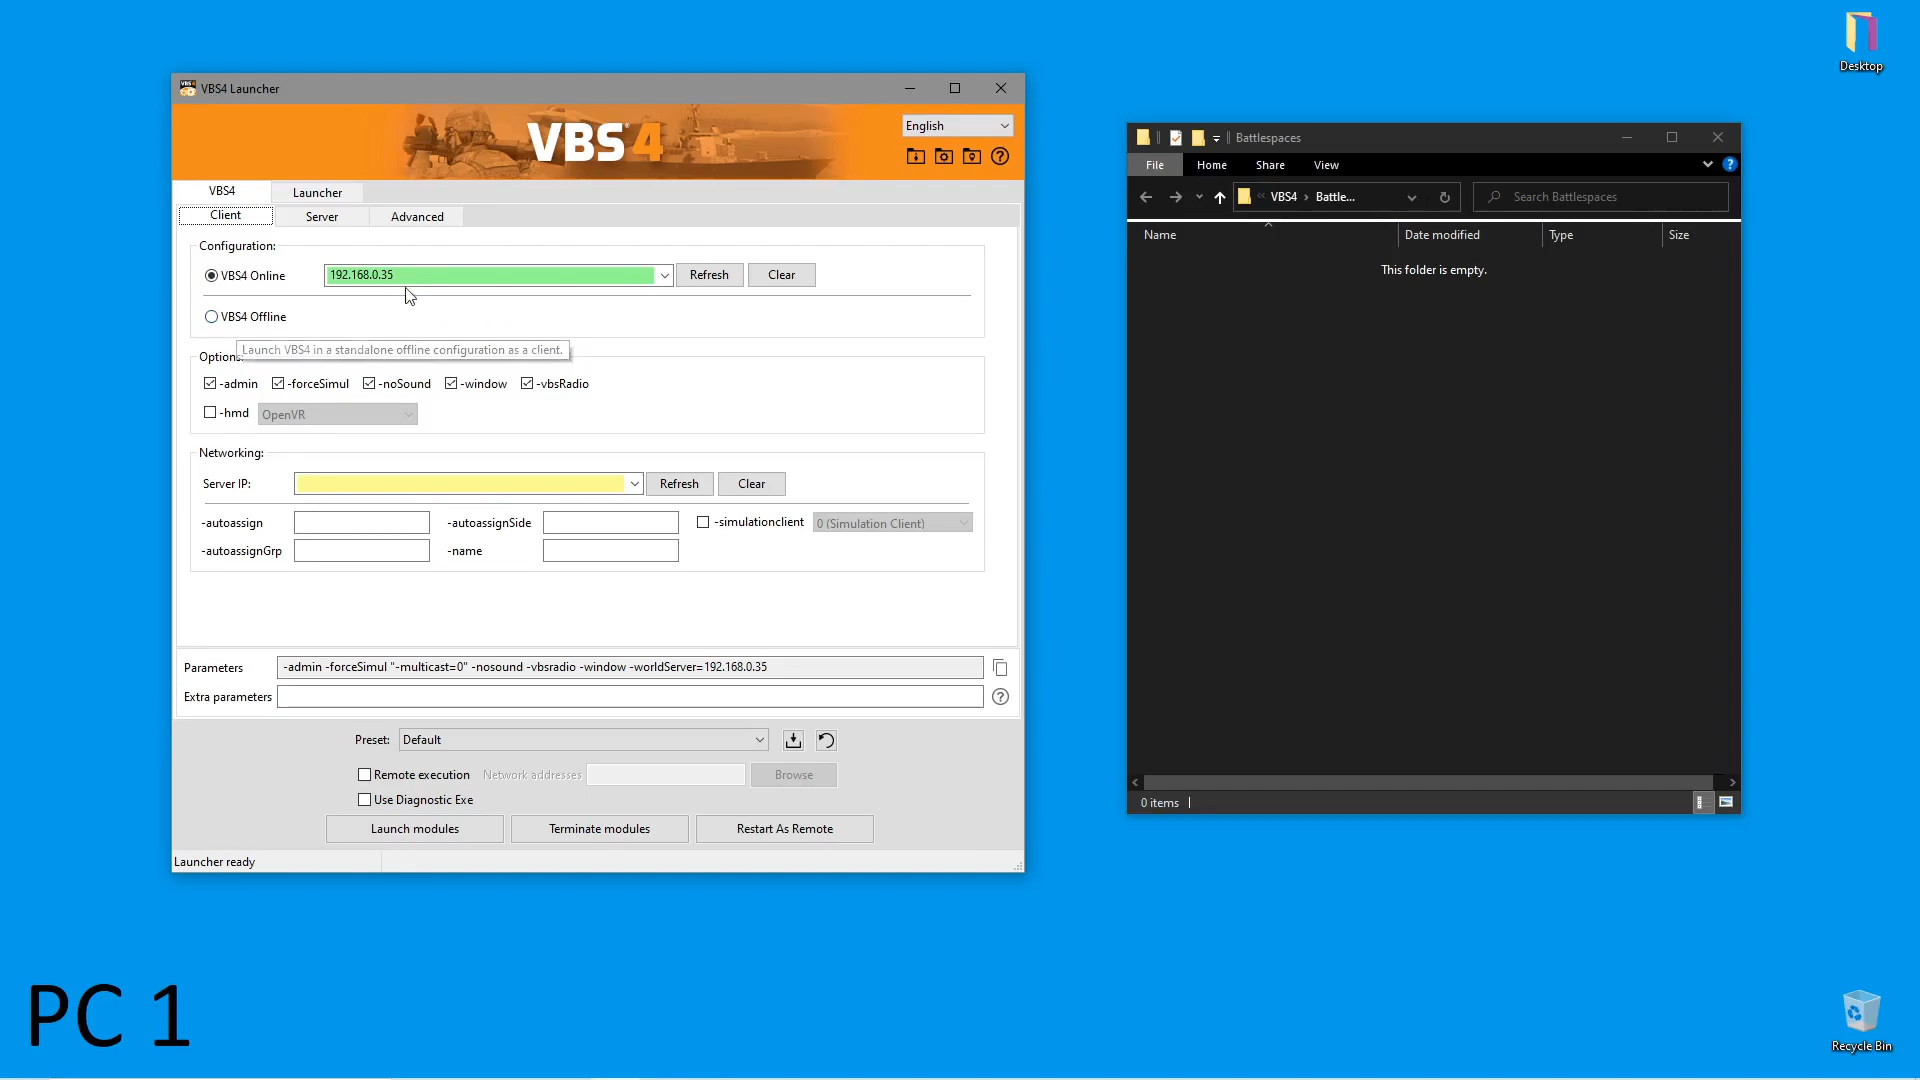 Desktop
VBS4 Launcher
VBS4
English
VBS4 Launcher
Client Server Advanced
Configuration:
VBS4 Online 192.168.0.35 Refresh Clear
VBS4 Offline
Launch VBS4 in a standalone offline configuration as a client.
Options:
-admin -forceSimul -noSound -window -vbsRadio
-hmd OpenVR
Networking:
Server IP: Refresh Clear
-autoassign -autoassignSide -simulationclient 0 (Simulation Client)
-autoassignGrp -name
Parameters -admin -forceSimul "-multicast=0" -nosound -vbsradio -window -worldServer=192.168.0.35
Extra parameters
Preset: Default
Remote execution Network addresses Browse
Use Diagnostic Exe
Launch modules Terminate modules Restart As Remote
Launcher ready
Battlespaces
File Home Share View
VBS4 › Battle... Search Battlespaces
Name Date modified Type Size
This folder is empty.
0 items
PC 1
Recycle Bin